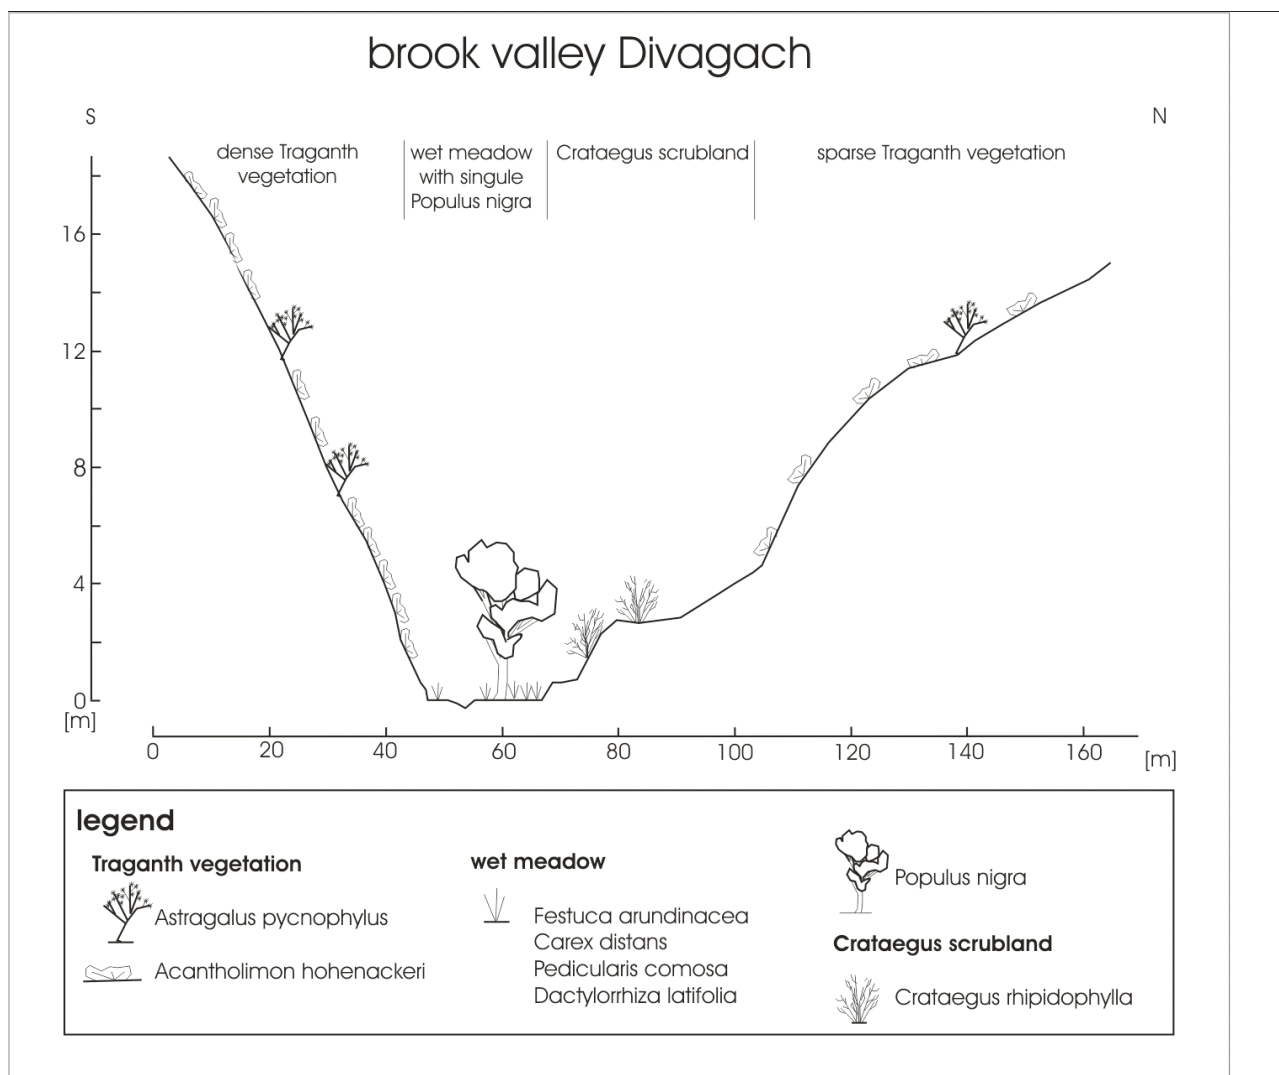 brook valley Divagach
S
N
dense Traganth
vegetation
wet meadow
with singule
Populus nigra
Crataegus scrubland
sparse Traganth vegetation
16
12
8
4
0
[m]
0 20 40 60 80 100 120 140 160
[m]
legend
Traganth vegetation
Astragalus pycnophylus
Acantholimon hohenackeri
wet meadow
Festuca arundinacea
Carex distans
Pedicularis comosa
Dactylorrhiza latifolia
Populus nigra
Crataegus scrubland
Crataegus rhipidophylla